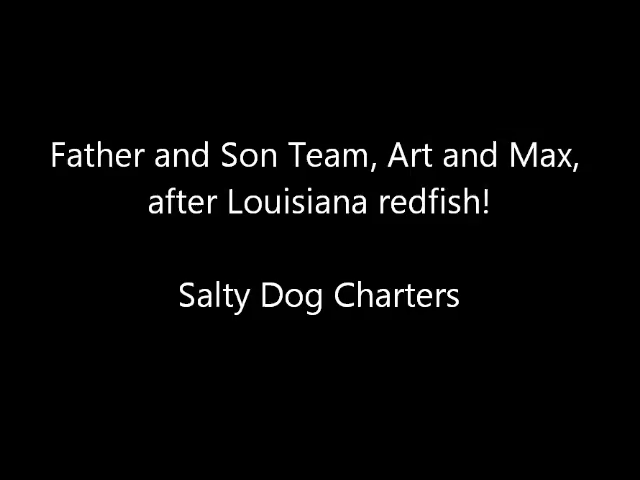 Father and Son Team, Art and Max,
after Louisiana redfish!
Salty Dog Charters